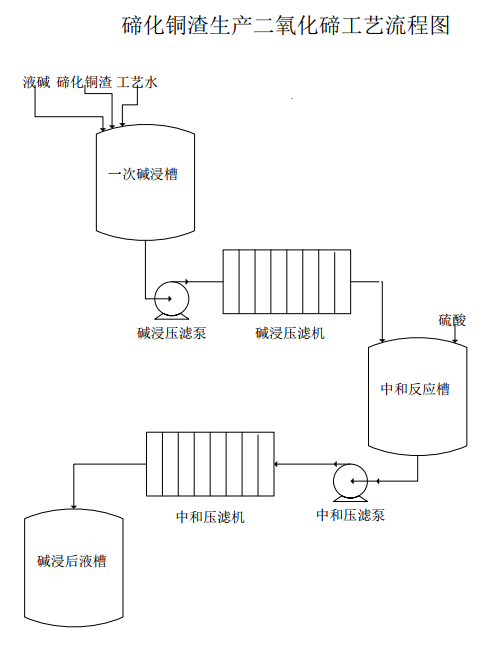 碲化铜渣生产二氧化碲工艺流程图
液碱 碲化铜渣 工艺水
一次碱浸槽
碱浸压滤泵
碱浸压滤机
硫酸
中和反应槽
中和压滤机
中和压滤泵
碱浸后液槽